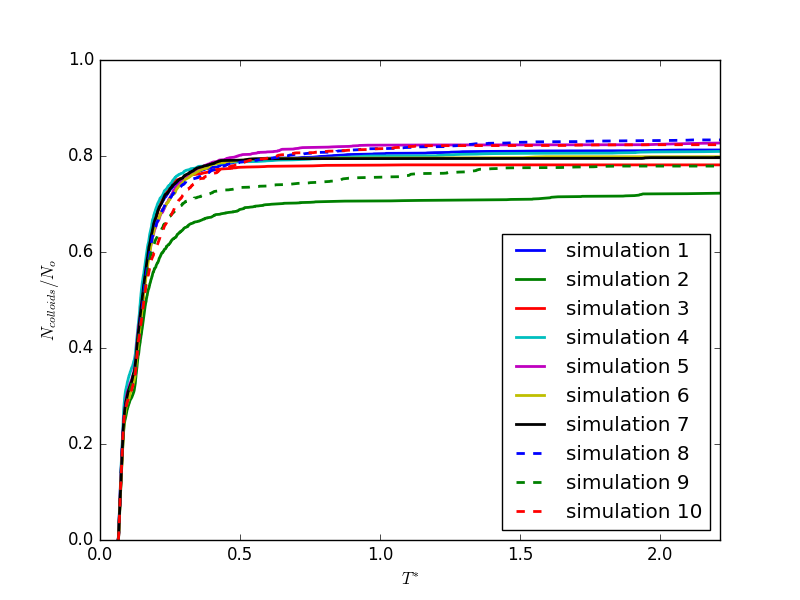 1.0
0.8
0.6
0.4
0.2
0.0
N_colloids/N_o
0.0 0.5 1.0 1.5 2.0
T*
simulation 1
simulation 2
simulation 3
simulation 4
simulation 5
simulation 6
simulation 7
simulation 8
simulation 9
simulation 10